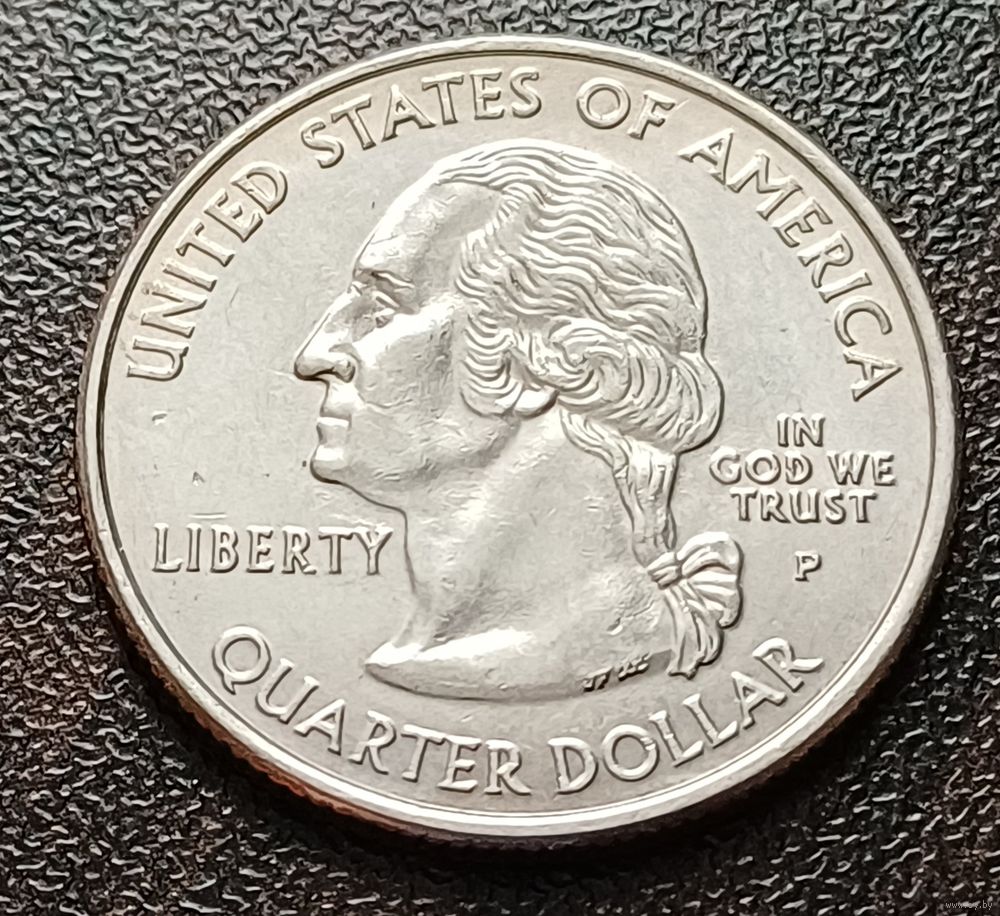 UNITED STATES OF AMERICA
IN
GOD WE
TRUST
LIBERTY
P
QUARTER DOLLAR